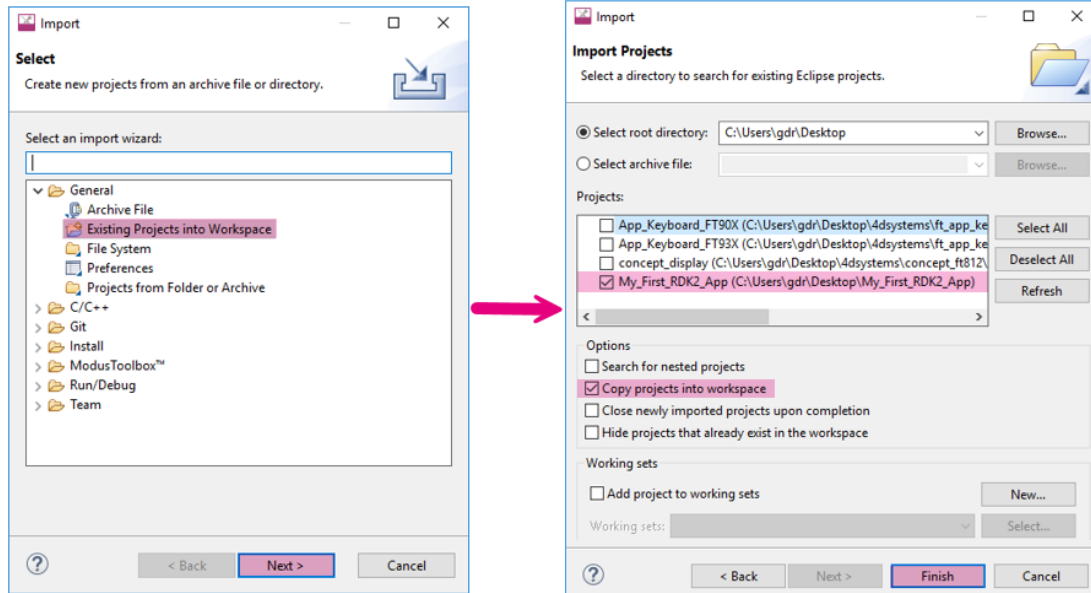 Import
Select
Create new projects from an archive file or directory.
Select an import wizard:
General
Archive File
Existing Projects into Workspace
File System
Preferences
Projects from Folder or Archive
C/C++
Git
Install
ModusToolbox™
Run/Debug
Team
< Back
Next >
Cancel
Import
Import Projects
Select a directory to search for existing Eclipse projects.
Select root directory:
C:\Users\gdr\Desktop
Browse...
Select archive file:
Browse...
Projects:
App_Keyboard_FT90X (C:\Users\gdr\Desktop\4dsystems\ft_app_ke
App_Keyboard_FT93X (C:\Users\gdr\Desktop\4dsystems\ft_app_ke
concept_display (C:\Users\gdr\Desktop\4dsystems\concept_ft812\
My_First_RDK2_App (C:\Users\gdr\Desktop\My_First_RDK2_App)
Select All
Deselect All
Refresh
Options
Search for nested projects
Copy projects into workspace
Close newly imported projects upon completion
Hide projects that already exist in the workspace
Working sets
Add project to working sets
New...
Working sets:
Select...
< Back
Next >
Finish
Cancel